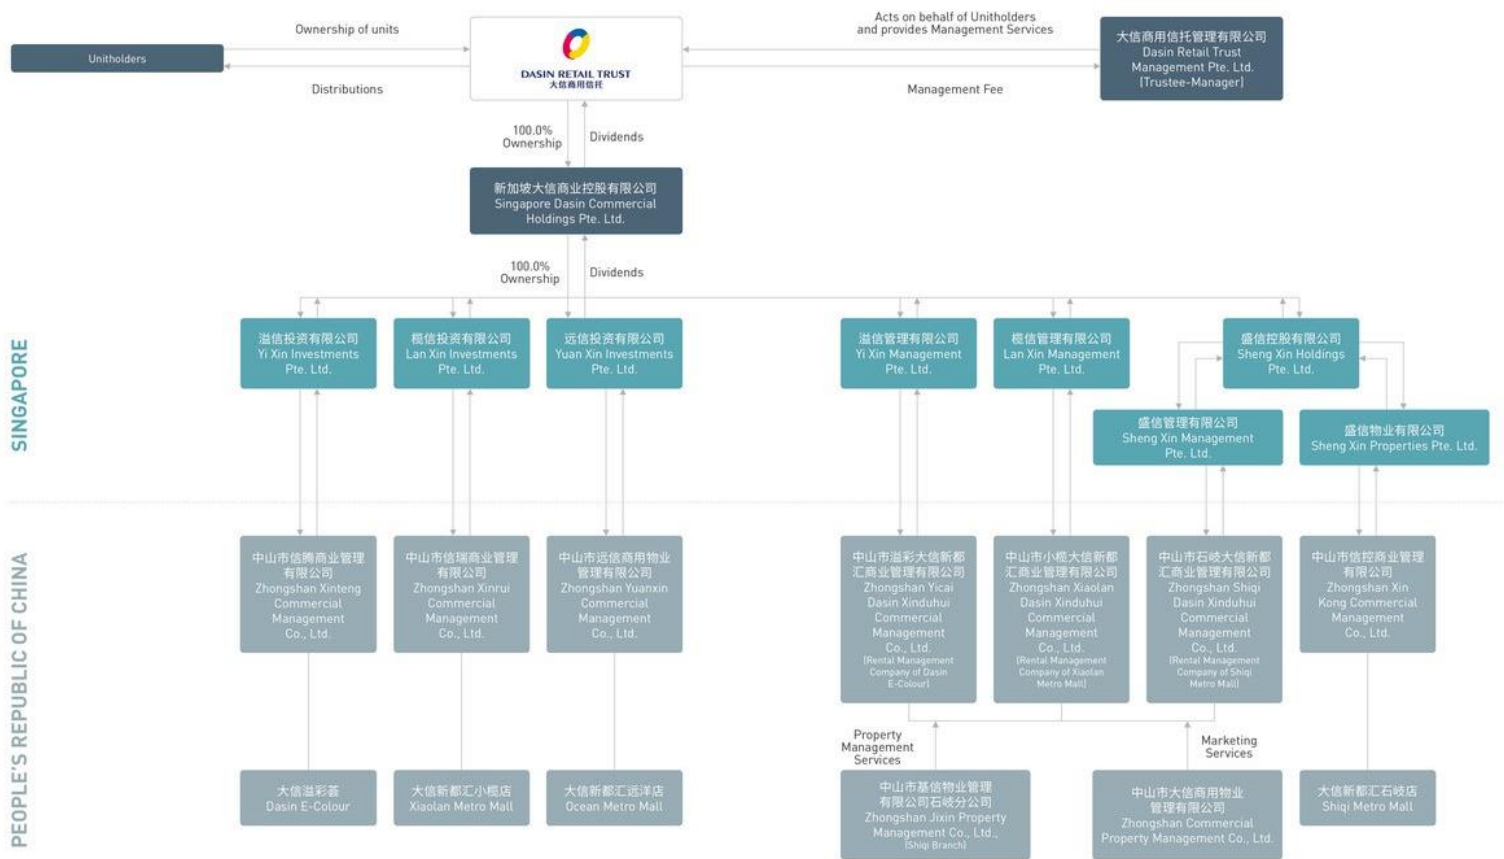 Unitholders
Ownership of units
Distributions
DASIN RETAIL TRUST
大信商用信托
Acts on behalf of Unitholders
and provides Management Services
Management Fee
大信商用信托管理有限公司
Dasin Retail Trust
Management Pte. Ltd.
(Trustee-Manager)
100.0%
Ownership
Dividends
新加坡大信商业控股有限公司
Singapore Dasin Commercial
Holdings Pte. Ltd.
100.0%
Ownership
Dividends
SINGAPORE
溢信投资有限公司
Yi Xin Investments
Pte. Ltd.
榄信投资有限公司
Lan Xin Investments
Pte. Ltd.
远信投资有限公司
Yuan Xin Investments
Pte. Ltd.
溢信管理有限公司
Yi Xin Management
Pte. Ltd.
榄信管理有限公司
Lan Xin Management
Pte. Ltd.
盛信控股有限公司
Sheng Xin Holdings
Pte. Ltd.
盛信管理有限公司
Sheng Xin Management
Pte. Ltd.
盛信物业有限公司
Sheng Xin Properties Pte. Ltd.
PEOPLE'S REPUBLIC OF CHINA
中山市信腾商业管理
有限公司
Zhongshan Xinteng
Commercial
Management
Co., Ltd.
中山市信瑞商业管理
有限公司
Zhongshan Xinrui
Commercial
Management
Co., Ltd.
中山市远信商用物业
管理有限公司
Zhongshan Yuanxin
Commercial
Management
Co., Ltd.
中山市溢彩大信新都
汇商业管理有限公司
Zhongshan Yicai
Dasin Xinduhui
Commercial
Management
Co., Ltd.
(Rental Management
Company of Dasin
E-Colour)
中山市小榄大信新都
汇商业管理有限公司
Zhongshan Xiaolan
Dasin Xinduhui
Commercial
Management
Co., Ltd.
(Rental Management
Company of Xiaolan
Metro Mall)
中山市石岐大信新都
汇商业管理有限公司
Zhongshan Shiqi
Dasin Xinduhui
Commercial
Management
Co., Ltd.
(Rental Management
Company of Shiqi
Metro Mall)
中山市信控商业管理
有限公司
Zhongshan Xin
Kong Commercial
Management
Co., Ltd.
Property
Management
Services
Marketing
Services
大信溢彩荟
Dasin E-Colour
大信新都汇小榄店
Xiaolan Metro Mall
大信新都汇远洋店
Ocean Metro Mall
中山市基信物业管理
有限公司石岐分公司
Zhongshan Jixin Property
Management Co., Ltd.,
(Shiqi Branch)
中山市大信商用物业
管理有限公司
Zhongshan Commercial
Property Management Co., Ltd.
大信新都汇石岐店
Shiqi Metro Mall